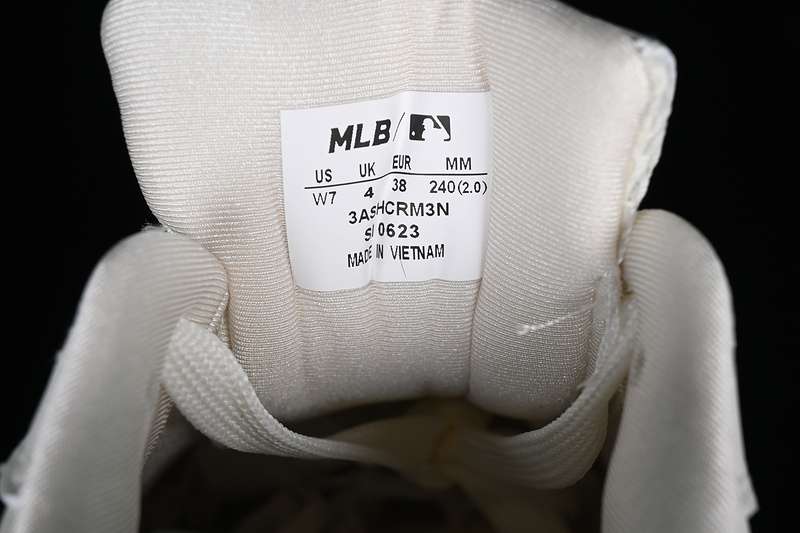 MLB
US UK EUR MM
W7 4 38 240(2.0)
3ASHCRM3N
0623
MADE IN VIETNAM